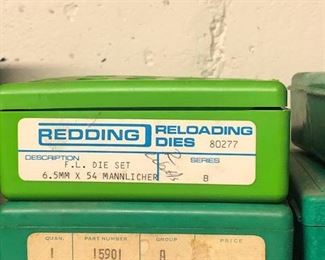 REDDING RELOADING DIES 80277
DESCRIPTION SERIES
F.L. DIE SET
6.5MM X 54 MANNLICHER B
QUAN. PART NUMBER GROUP PRICE
1 15901 A